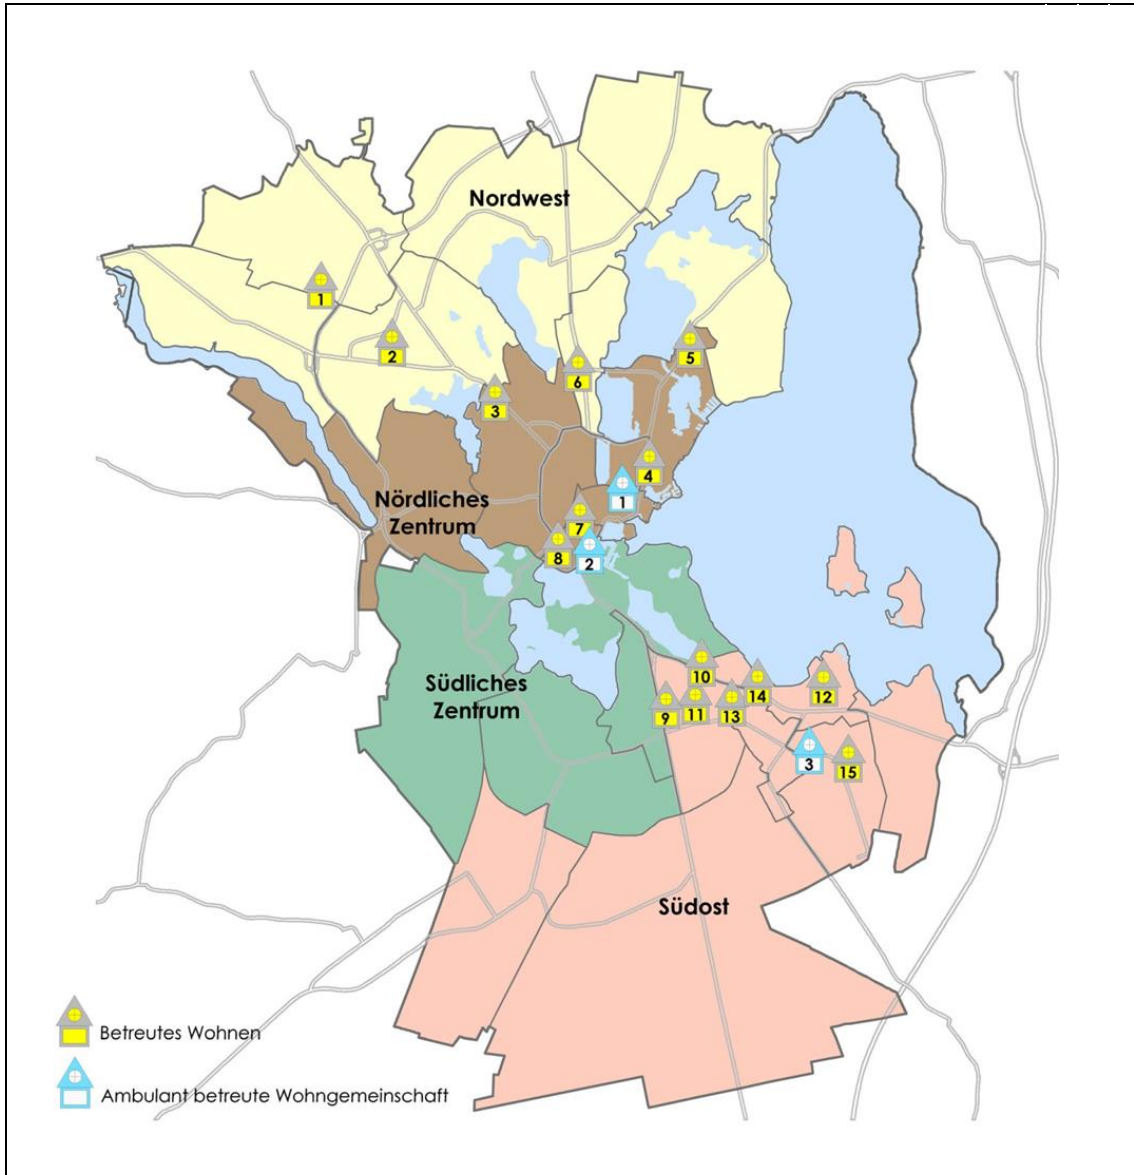 Nordwest
1
2
5
6
3
4
1
Nördliches
Zentrum
7
8
2
10
Südliches
Zentrum
14
12
9
11
13
3
15
Südost
Betreutes Wohnen
Ambulant betreute Wohngemeinschaft